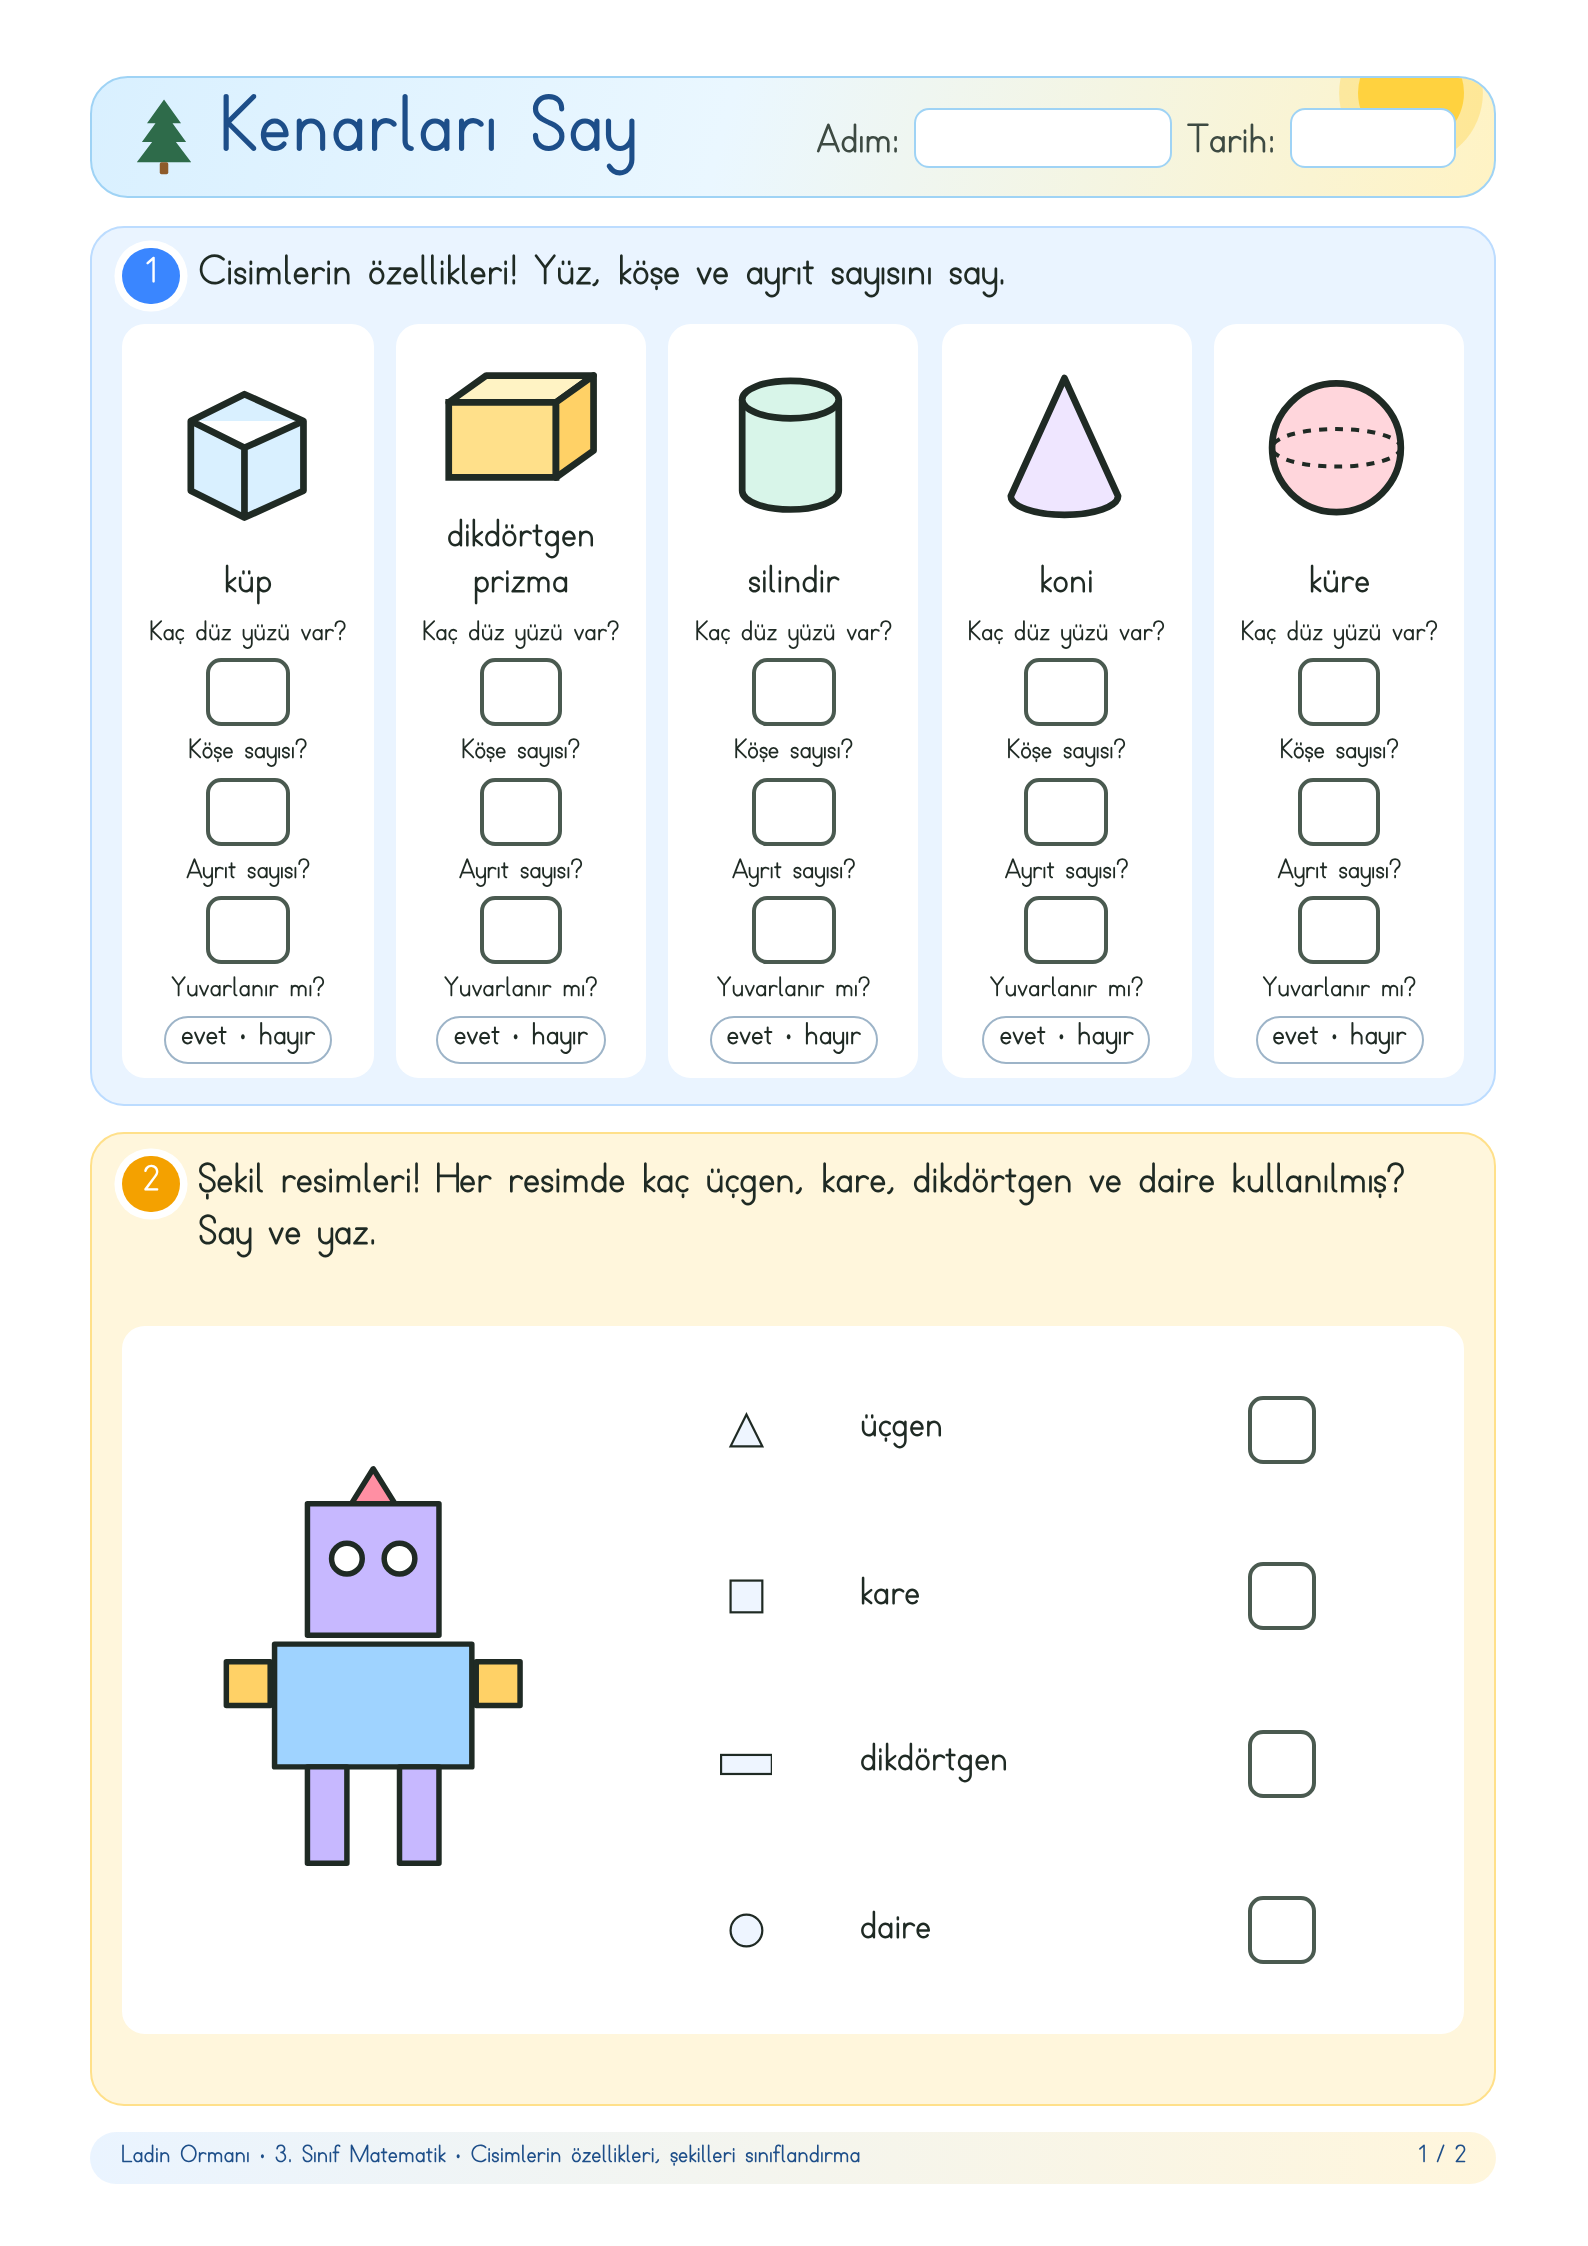 Kenarları Say
Adım:
Tarih:
1
Cisimlerin özellikleri! Yüz, köşe ve ayrıt sayısını say.
küp
Kaç düz yüzü var?
Köşe sayısı?
Ayrıt sayısı?
Yuvarlanır mı?
evet • hayır
dikdörtgen
prizma
Kaç düz yüzü var?
Köşe sayısı?
Ayrıt sayısı?
Yuvarlanır mı?
evet • hayır
silindir
Kaç düz yüzü var?
Köşe sayısı?
Ayrıt sayısı?
Yuvarlanır mı?
evet • hayır
koni
Kaç düz yüzü var?
Köşe sayısı?
Ayrıt sayısı?
Yuvarlanır mı?
evet • hayır
küre
Kaç düz yüzü var?
Köşe sayısı?
Ayrıt sayısı?
Yuvarlanır mı?
evet • hayır
2
Şekil resimleri! Her resimde kaç üçgen, kare, dikdörtgen ve daire kullanılmış?
Say ve yaz.
üçgen
kare
dikdörtgen
daire
Ladin Ormanı • 3. Sınıf Matematik • Cisimlerin özellikleri, şekilleri sınıflandırma
1 / 2